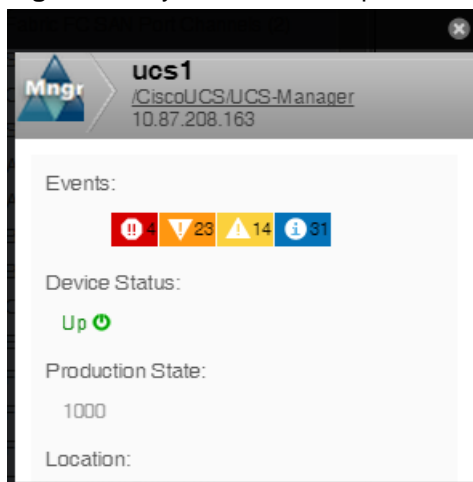 Mngr
ucs1
/CiscoUCS/UCS-Manager
10.87.208.163
Events:
4 23 14 31
Device Status:
Up
Production State:
1000
Location: